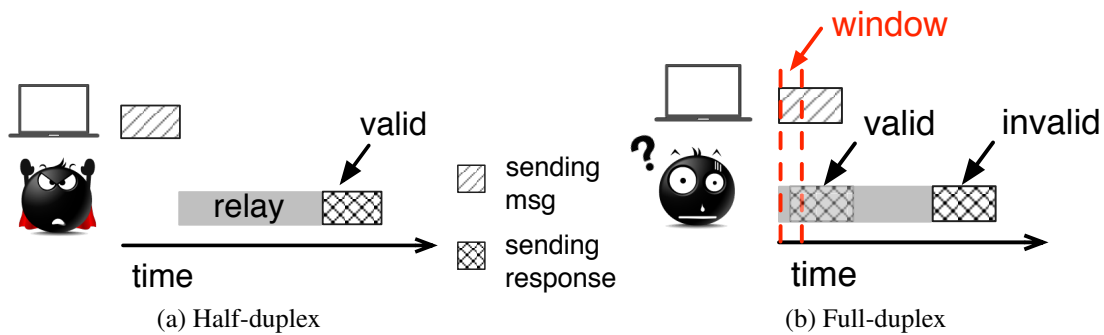 window
valid
relay
time
sending
msg
sending
response
(a) Half-duplex
?
valid
invalid
time
(b) Full-duplex